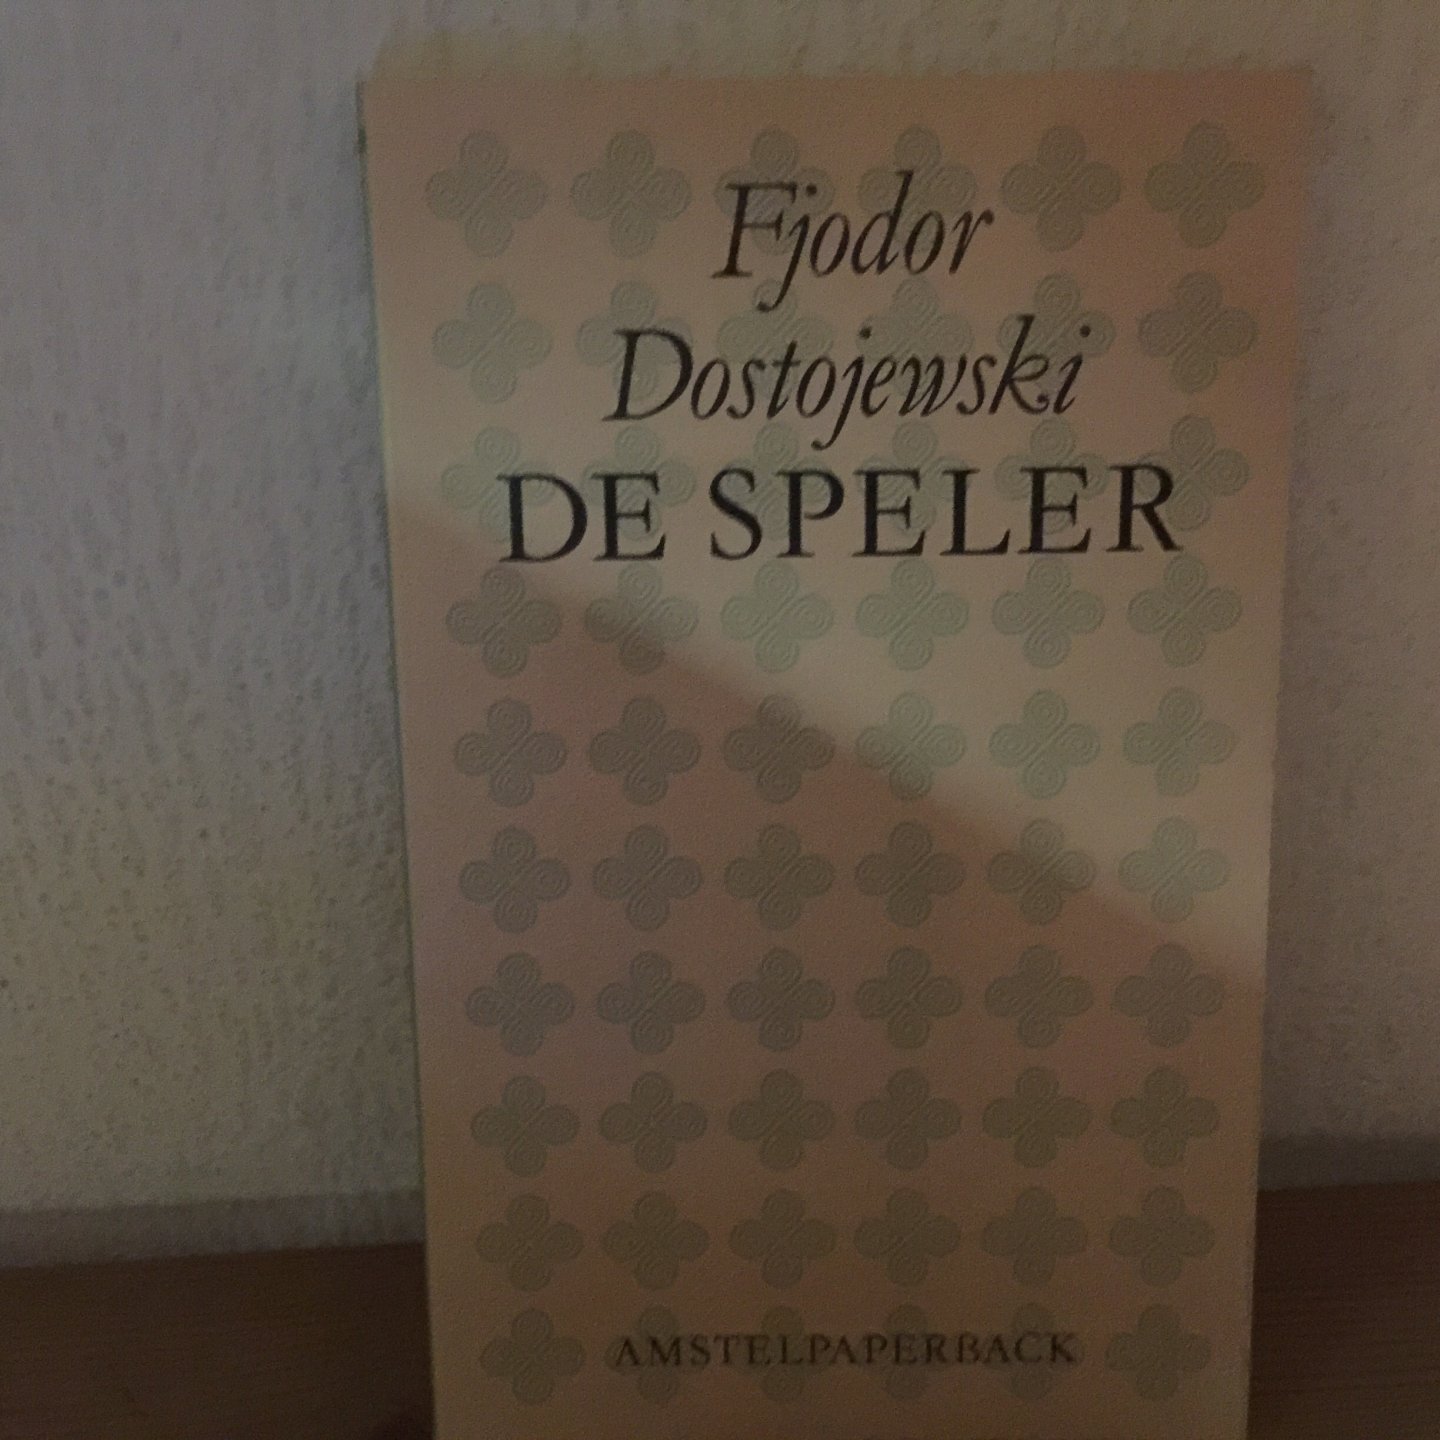 Fjodor
Dostojewski
DE SPELER
AMSTELPAPERBACK